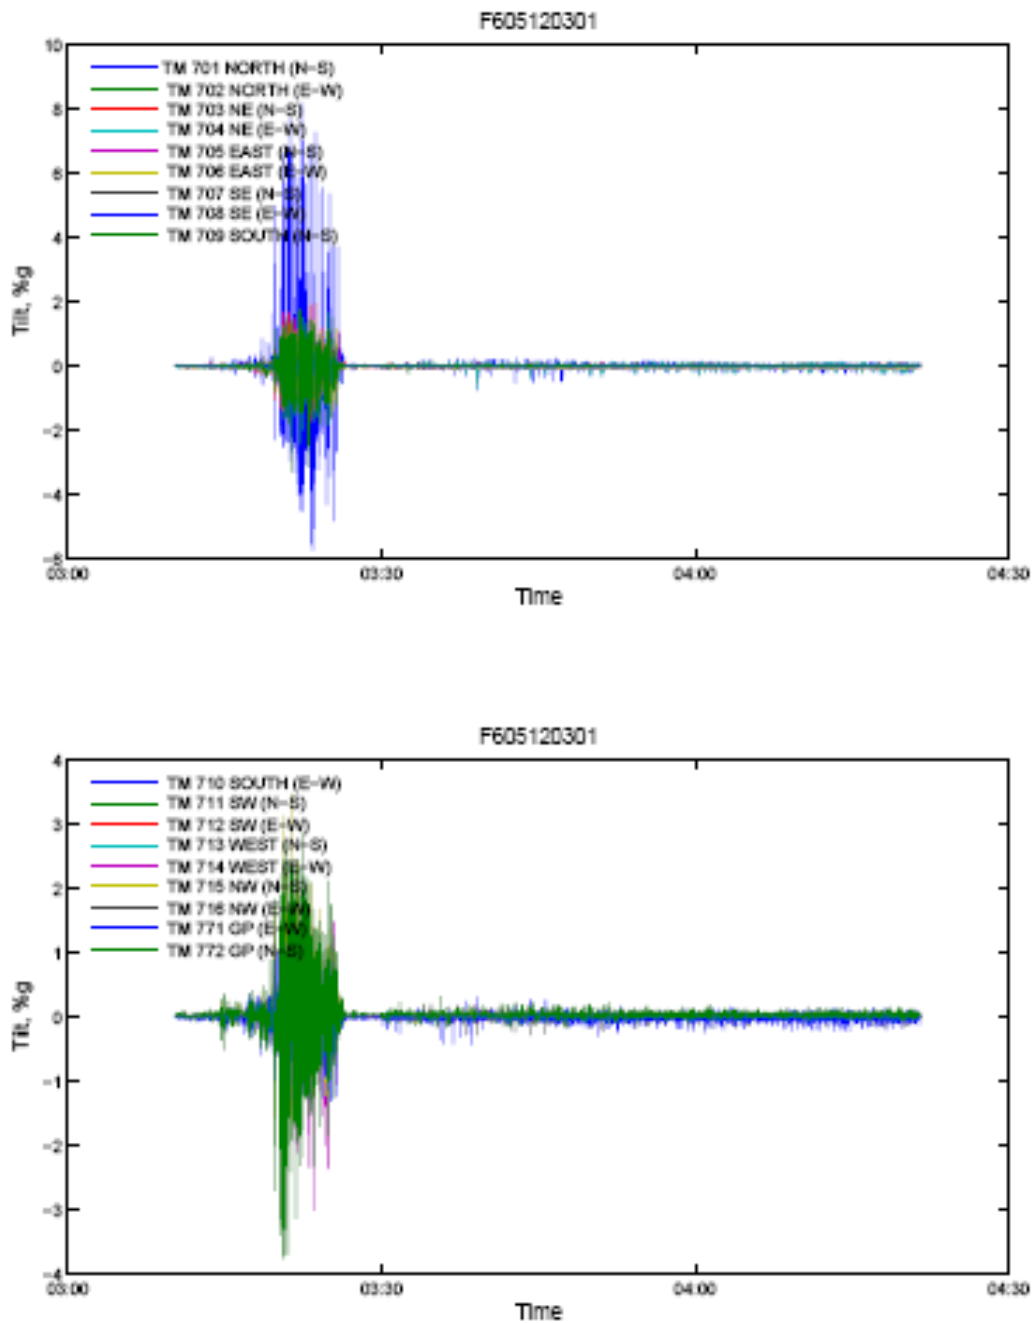 F605120301
10
TM 701 NORTH (N-S)
TM 702 NORTH (E-W)
8
TM 703 NE (N-S)
TM 704 NE (E-W)
TM 705 EAST (N-S)
6
TM 706 EAST (E-W)
TM 707 SE (N-S)
TM 708 SE (E-W)
4
TM 709 SOUTH (N-S)
Tilt, %g
2
0
-2
-4
-6
03:00 03:30 04:00 04:30
Time
F605120301
4
TM 710 SOUTH (E-W)
TM 711 SW (N-S)
3
TM 712 SW (E-W)
TM 713 WEST (N-S)
TM 714 WEST (E-W)
2
TM 715 NW (N-S)
TM 716 NW (E-W)
TM 771 GP (E-W)
1
TM 772 GP (N-S)
Tilt, %g
0
-1
-2
-3
-4
03:00 03:30 04:00 04:30
Time